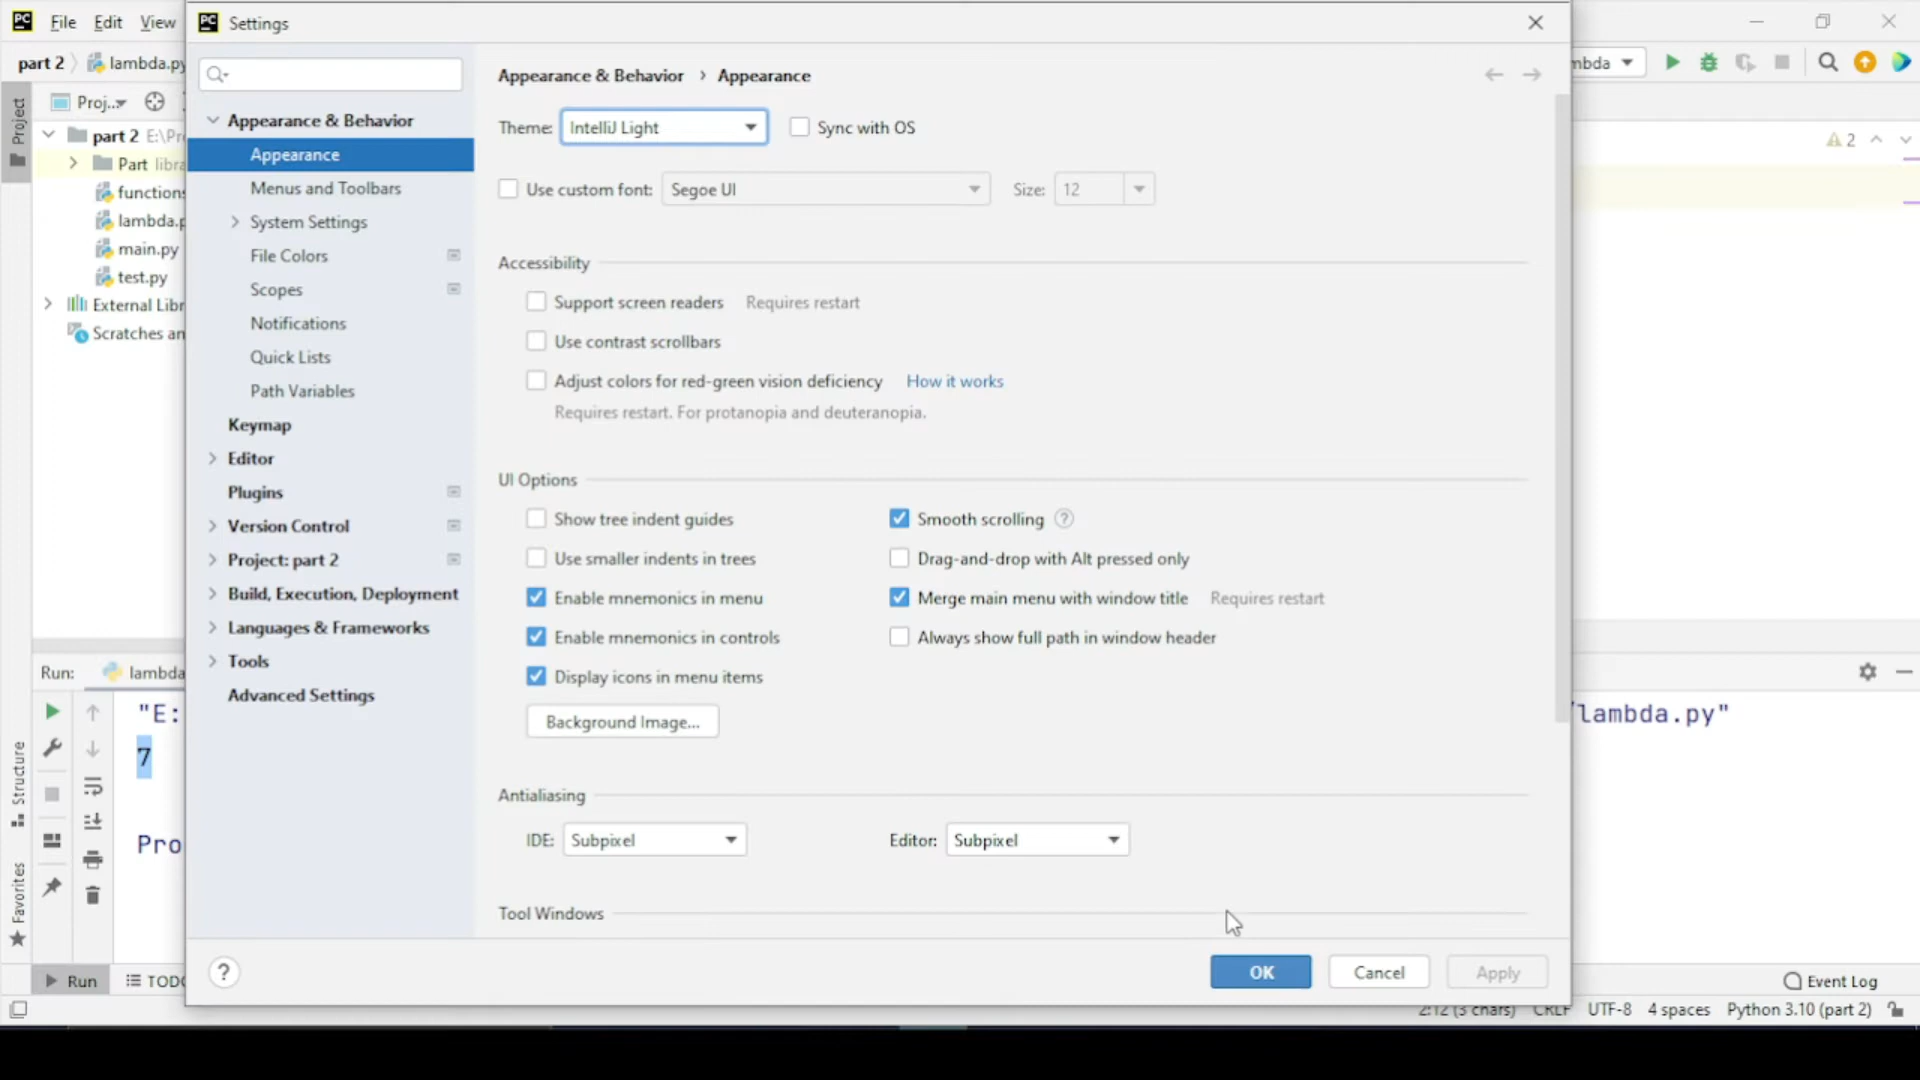 PC File Edit View
PC Settings
part 2 lambda.py
mbda
Project
Proj...
part 2 E:\Pr
Part libra
functions
lambda.p
main.py
test.py
External Libr
Scratches an
Appearance & Behavior
Appearance
Menus and Toolbars
System Settings
File Colors
Scopes
Notifications
Quick Lists
Path Variables
Keymap
Editor
Plugins
Version Control
Project: part 2
Build, Execution, Deployment
Languages & Frameworks
Tools
Advanced Settings
Appearance & Behavior › Appearance
Theme: IntelliJ Light Sync with OS
Use custom font: Segoe UI Size: 12
Accessibility
Support screen readers Requires restart
Use contrast scrollbars
Adjust colors for red-green vision deficiency How it works
Requires restart. For protanopia and deuteranopia.
UI Options
Show tree indent guides Smooth scrolling ?
Use smaller indents in trees Drag-and-drop with Alt pressed only
Enable mnemonics in menu Merge main menu with window title Requires restart
Enable mnemonics in controls Always show full path in window header
Display icons in menu items
Background Image...
Antialiasing
IDE: Subpixel Editor: Subpixel
Tool Windows
? OK Cancel Apply
2
Run: lambda
"E:
/lambda.py"
7
Pro
Structure
Favorites
Run TODO
Event Log
2:12 (3 chars) CRLF UTF-8 4 spaces Python 3.10 (part 2)